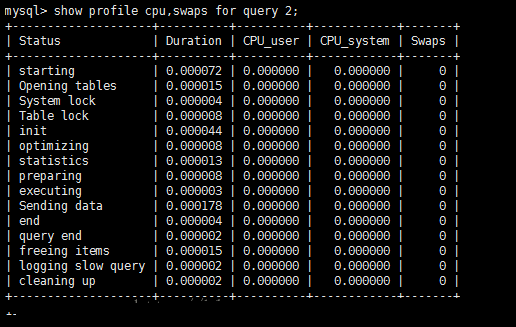 mysql> show profile cpu,swaps for query 2;
+--------------------+----------+----------+------------+-------+
| Status             | Duration | CPU_user | CPU_system | Swaps |
+--------------------+----------+----------+------------+-------+
| starting           | 0.000072 | 0.000000 |   0.000000 |     0 |
| Opening tables     | 0.000015 | 0.000000 |   0.000000 |     0 |
| System lock        | 0.000004 | 0.000000 |   0.000000 |     0 |
| Table lock         | 0.000008 | 0.000000 |   0.000000 |     0 |
| init               | 0.000044 | 0.000000 |   0.000000 |     0 |
| optimizing         | 0.000008 | 0.000000 |   0.000000 |     0 |
| statistics         | 0.000013 | 0.000000 |   0.000000 |     0 |
| preparing          | 0.000008 | 0.000000 |   0.000000 |     0 |
| executing          | 0.000003 | 0.000000 |   0.000000 |     0 |
| Sending data       | 0.000178 | 0.000000 |   0.000000 |     0 |
| end                | 0.000004 | 0.000000 |   0.000000 |     0 |
| query end          | 0.000002 | 0.000000 |   0.000000 |     0 |
| freeing items      | 0.000015 | 0.000000 |   0.000000 |     0 |
| logging slow query | 0.000002 | 0.000000 |   0.000000 |     0 |
| cleaning up        | 0.000002 | 0.000000 |   0.000000 |     0 |
+--------------------+----------+----------+------------+-------+